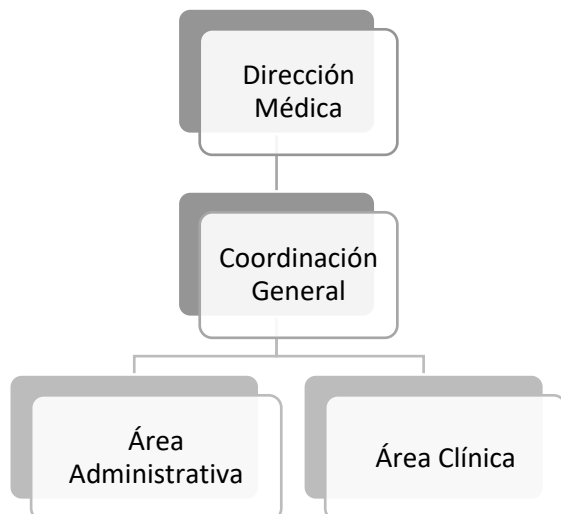 Dirección
Médica
Coordinación
General
Área
Administrativa
Área Clínica